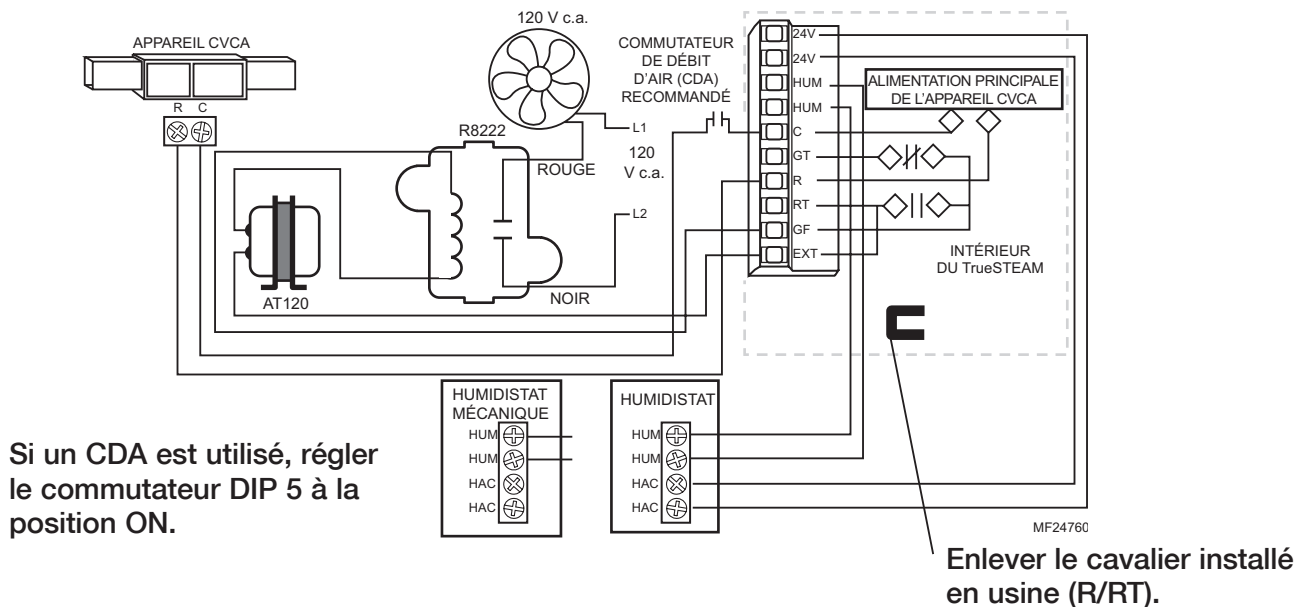 120 V c.a.
APPAREIL CVCA
R C
R8222
ROUGE
NOIR
AT120
L1
120
V c.a.
L2
COMMUTATEUR
DE DÉBIT
D'AIR (CDA)
RECOMMANDÉ
24V
24V
HUM
HUM
C
GT
R
RT
GF
EXT
ALIMENTATION PRINCIPALE
DE L'APPAREIL CVCA
INTÉRIEUR
DU TrueSTEAM
HUMIDISTAT
MÉCANIQUE
HUM
HUM
HAC
HAC
HUMIDISTAT
HUM
HUM
HAC
HAC
MF24760
Si un CDA est utilisé, régler
le commutateur DIP 5 à la
position ON.
Enlever le cavalier installé
en usine (R/RT).